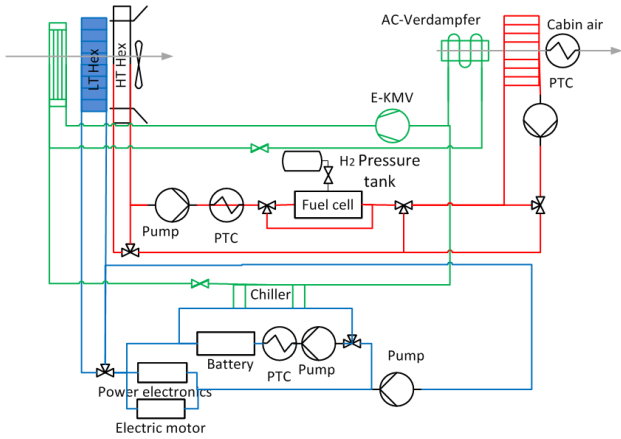 AC-Verdampfer
Cabin air
LT Hex
HT Hex
PTC
E-KMV
H2 Pressure
tank
Fuel cell
Pump
PTC
Chiller
Battery
PTC
Pump
Pump
Power electronics
Electric motor